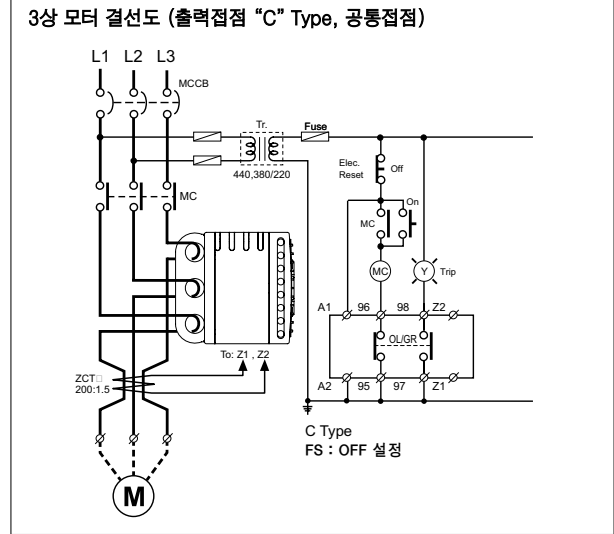 3상 모터 결선도 (출력접점 “C” Type, 공통접점)
L1 L2 L3
MCCB
Tr.
Fuse
440,380/220
Elec.
Reset
Off
MC
On
MC
MC
Y
Trip
A1 96 98 Z2
OL/GR
To: Z1 , Z2
ZCT□
200:1.5
A2 95 97 Z1
C Type
FS : OFF 설정
M